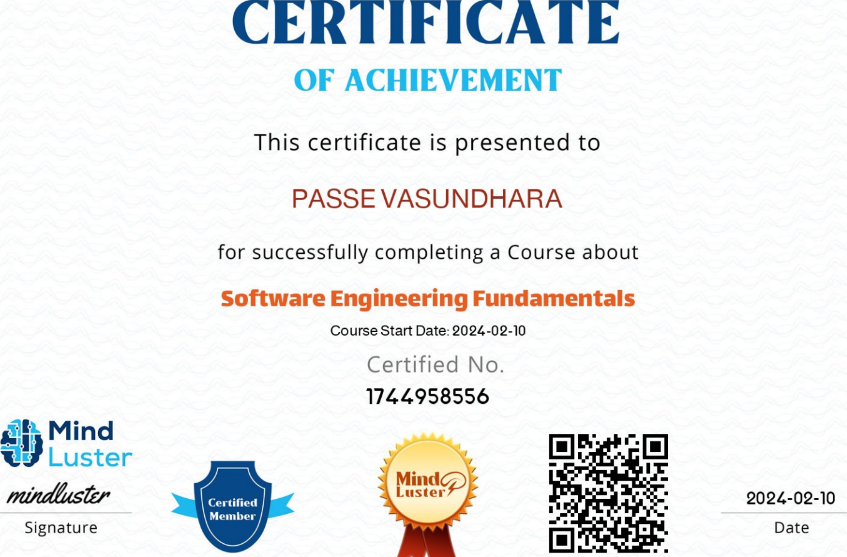 CERTIFICATE
OF ACHIEVEMENT
This certificate is presented to
PASSE VASUNDHARA
for successfully completing a Course about
Software Engineering Fundamentals
Course Start Date: 2024-02-10
Certified No.
1744958556
Mind
Luster
mindluster
Signature
Certified
Member
Mind
Luster
2024-02-10
Date